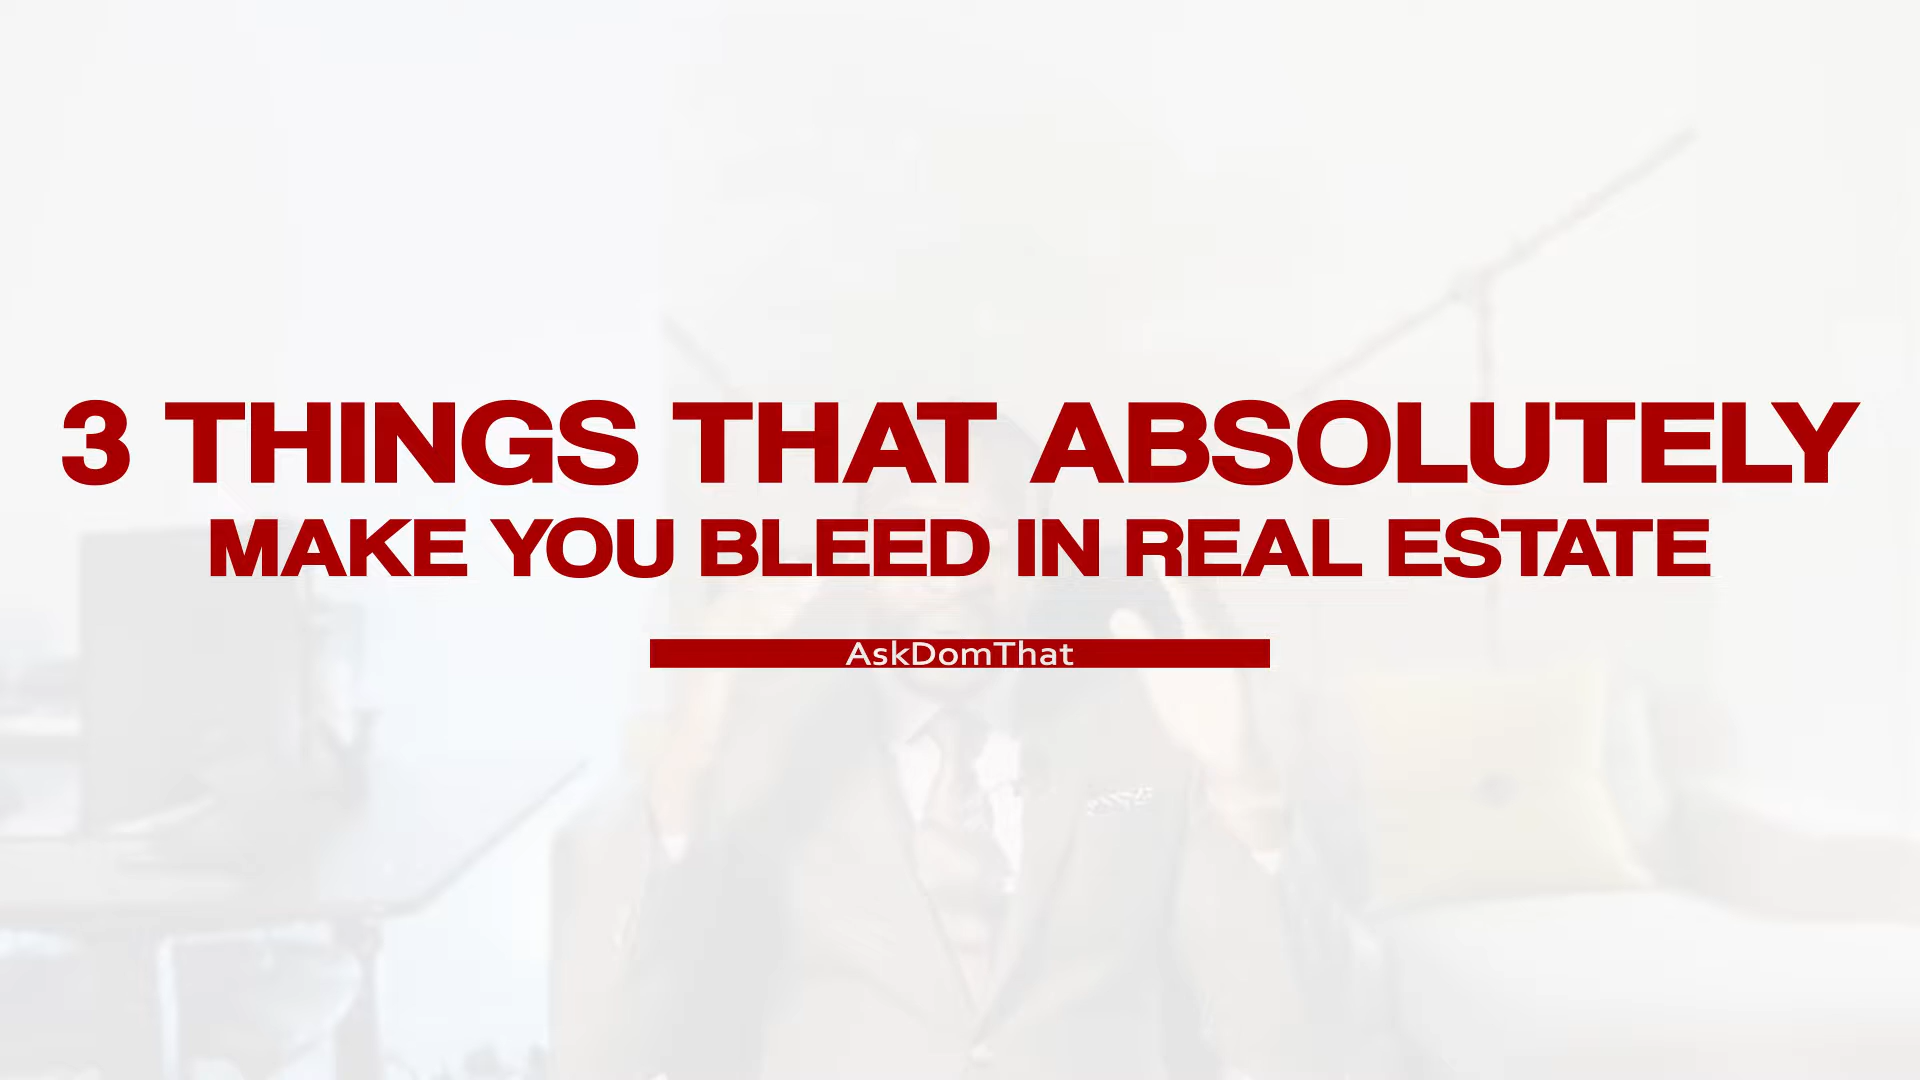 3 THINGS THAT ABSOLUTELY
MAKE YOU BLEED IN REAL ESTATE
AskDomThat